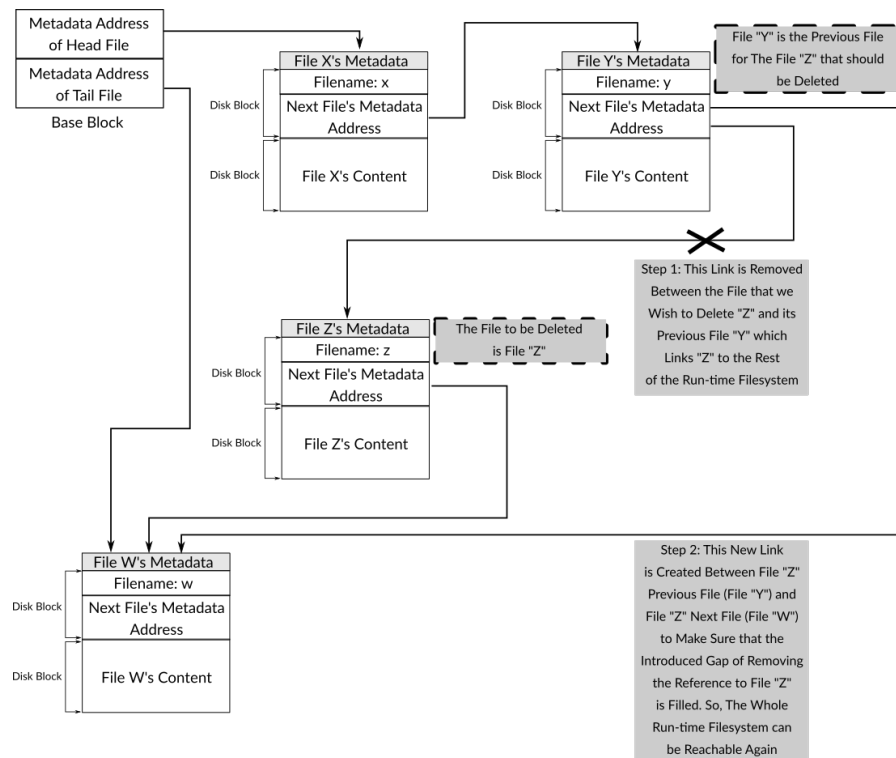 Metadata Address
of Head File
Metadata Address
of Tail File
Base Block
File X's Metadata
Filename: x
Next File's Metadata
Address
File X's Content
Disk Block
Disk Block
File Y's Metadata
Filename: y
Next File's Metadata
Address
File Y's Content
Disk Block
Disk Block
File "Y" is the Previous File
for The File "Z" that should
be Deleted
Step 1: This Link is Removed
Between the File that we
Wish to Delete "Z" and its
Previous File "Y" which
Links "Z" to the Rest
of the Run-time Filesystem
File Z's Metadata
Filename: z
Next File's Metadata
Address
File Z's Content
Disk Block
Disk Block
The File to be Deleted
is File "Z"
File W's Metadata
Filename: w
Next File's Metadata
Address
File W's Content
Disk Block
Disk Block
Step 2: This New Link
is Created Between File "Z"
Previous File (File "Y") and
File "Z" Next File (File "W")
to Make Sure that the
Introduced Gap of Removing
the Reference to File "Z"
is Filled. So, The Whole
Run-time Filesystem can
be Reachable Again